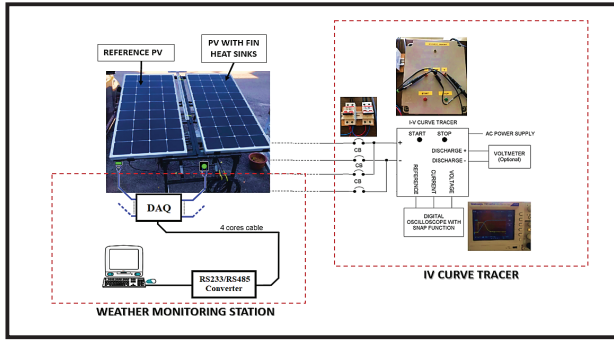 REFERENCE PV
PV WITH FIN
HEAT SINKS
I-V CURVE TRACER
START
STOP
AC POWER SUPPLY
+
-
DISCHARGE +
DISCHARGE -
VOLTMETER
(Optional)
CB
CB
CB
REFERENCE
CURRENT
VOLTAGE
DIGITAL
OSCILLOSCOPE WITH
SNAP FUNCTION
DAQ
4 cores cable
RS233/RS485
Converter
WEATHER MONITORING STATION
IV CURVE TRACER